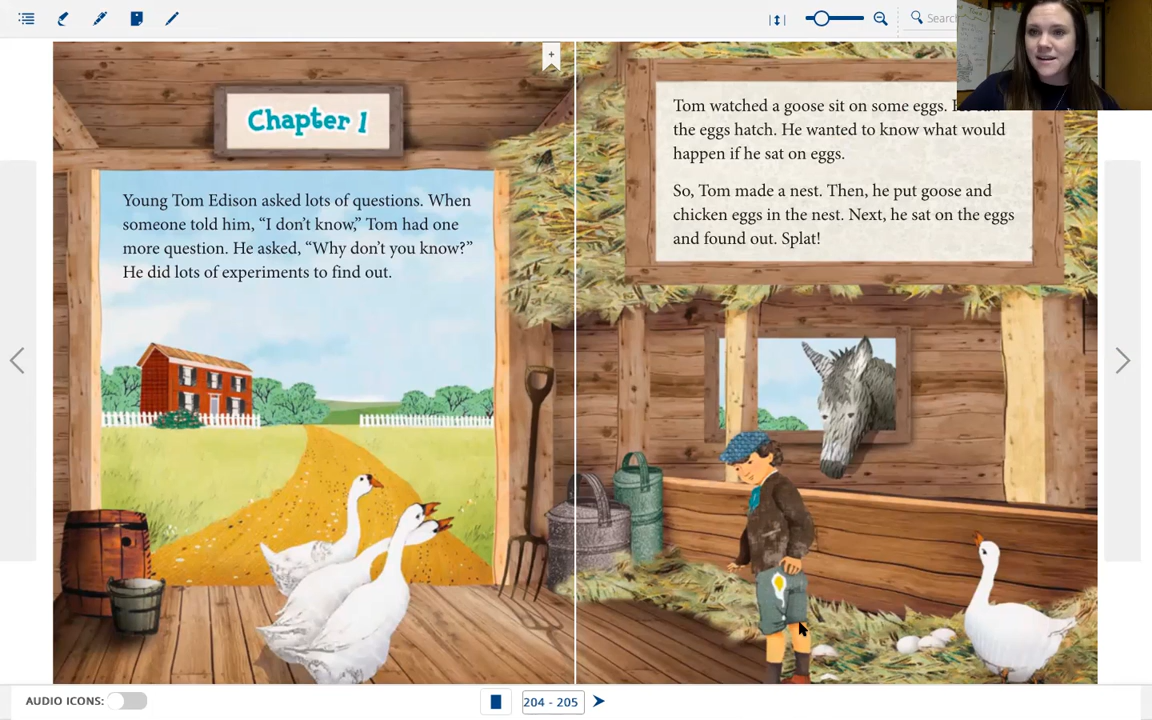 Search
Chapter 1
Young Tom Edison asked lots of questions. When
someone told him, “I don’t know,” Tom had one
more question. He asked, “Why don’t you know?”
He did lots of experiments to find out.
Tom watched a goose sit on some eggs.
the eggs hatch. He wanted to know what would
happen if he sat on eggs.
So, Tom made a nest. Then, he put goose and
chicken eggs in the nest. Next, he sat on the eggs
and found out. Splat!
AUDIO ICONS:
204 - 205